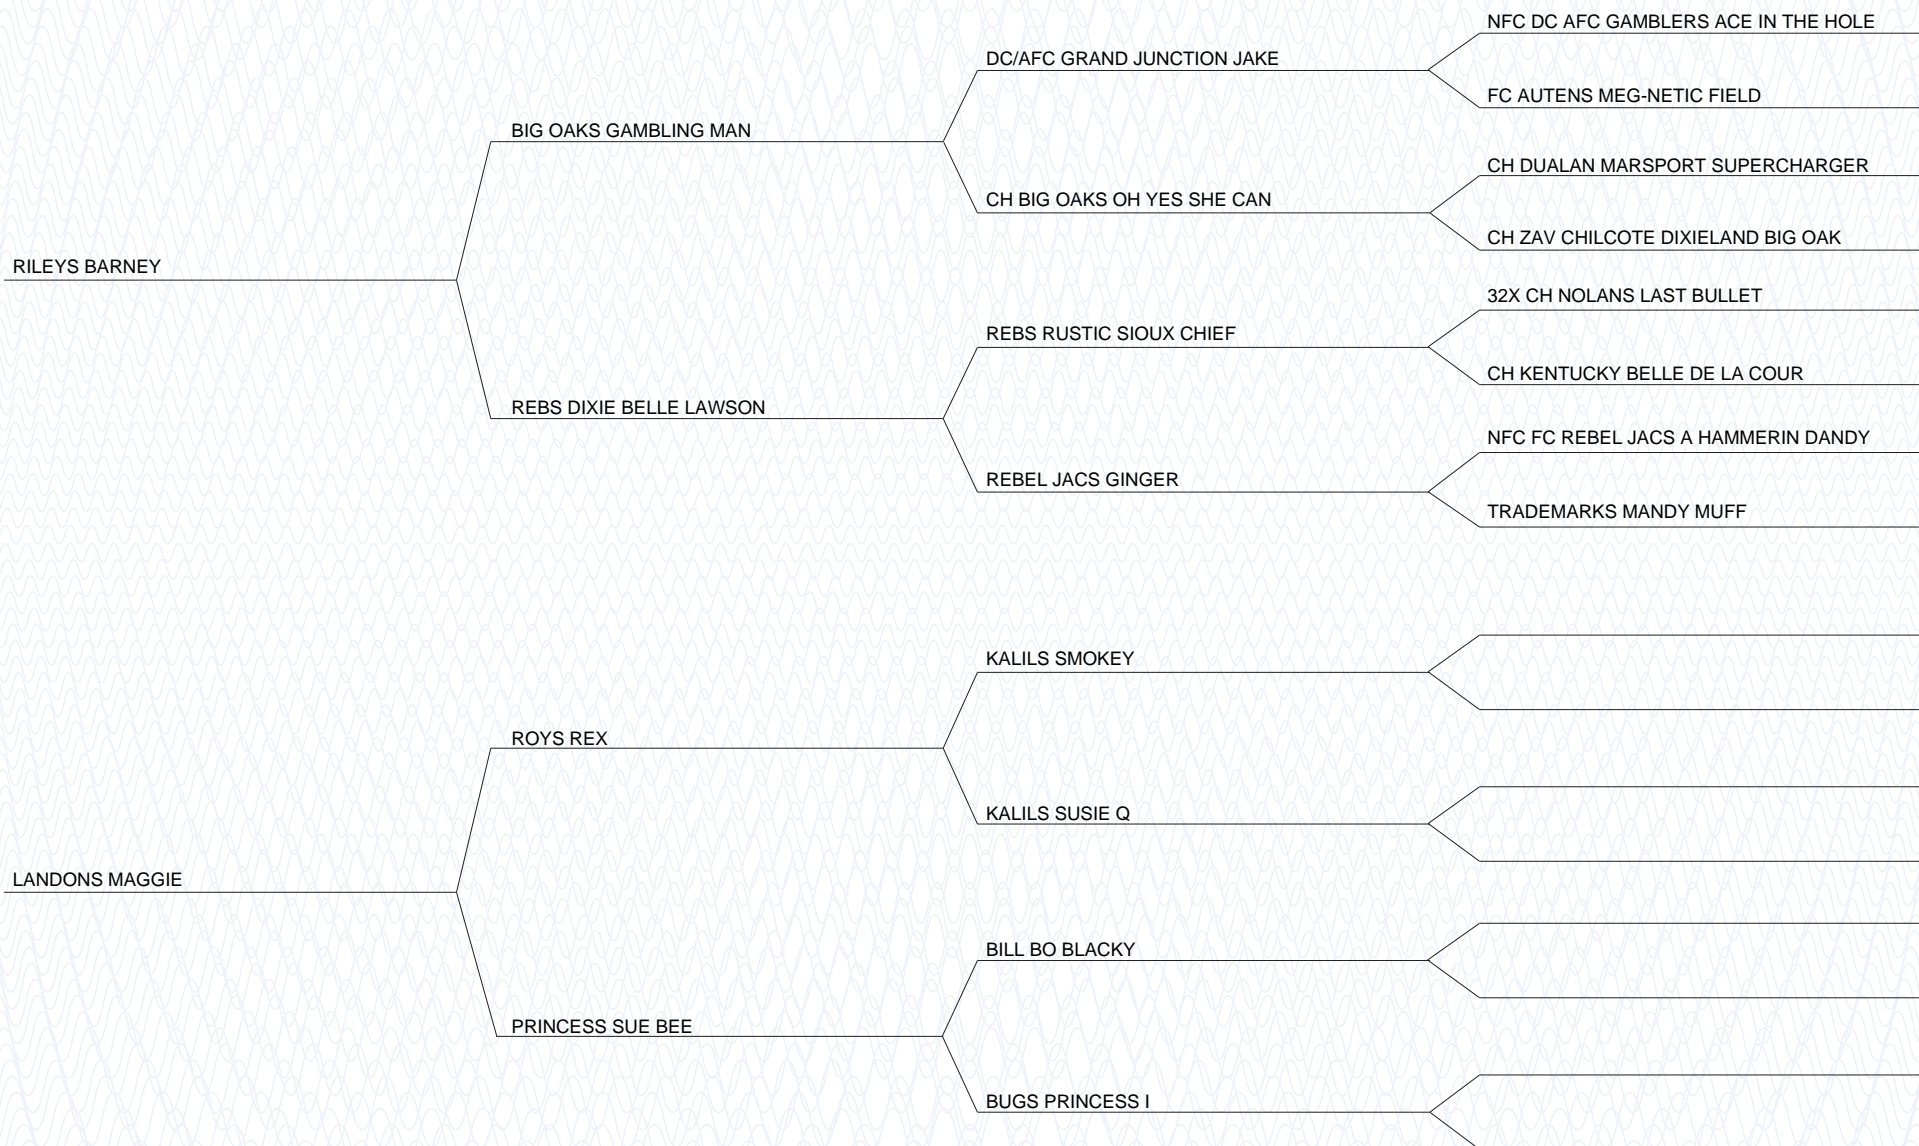 NFC DC AFC GAMBLERS ACE IN THE HOLE
DC/AFC GRAND JUNCTION JAKE
FC AUTENS MEG-NETIC FIELD
BIG OAKS GAMBLING MAN
CH DUALAN MARSPORT SUPERCHARGER
CH BIG OAKS OH YES SHE CAN
CH ZAV CHILCOTE DIXIELAND BIG OAK
RILEYS BARNEY
32X CH NOLANS LAST BULLET
REBS RUSTIC SIOUX CHIEF
CH KENTUCKY BELLE DE LA COUR
REBS DIXIE BELLE LAWSON
NFC FC REBEL JACS A HAMMERIN DANDY
REBEL JACS GINGER
TRADEMARKS MANDY MUFF
KALILS SMOKEY
ROYS REX
KALILS SUSIE Q
LANDONS MAGGIE
BILL BO BLACKY
PRINCESS SUE BEE
BUGS PRINCESS I